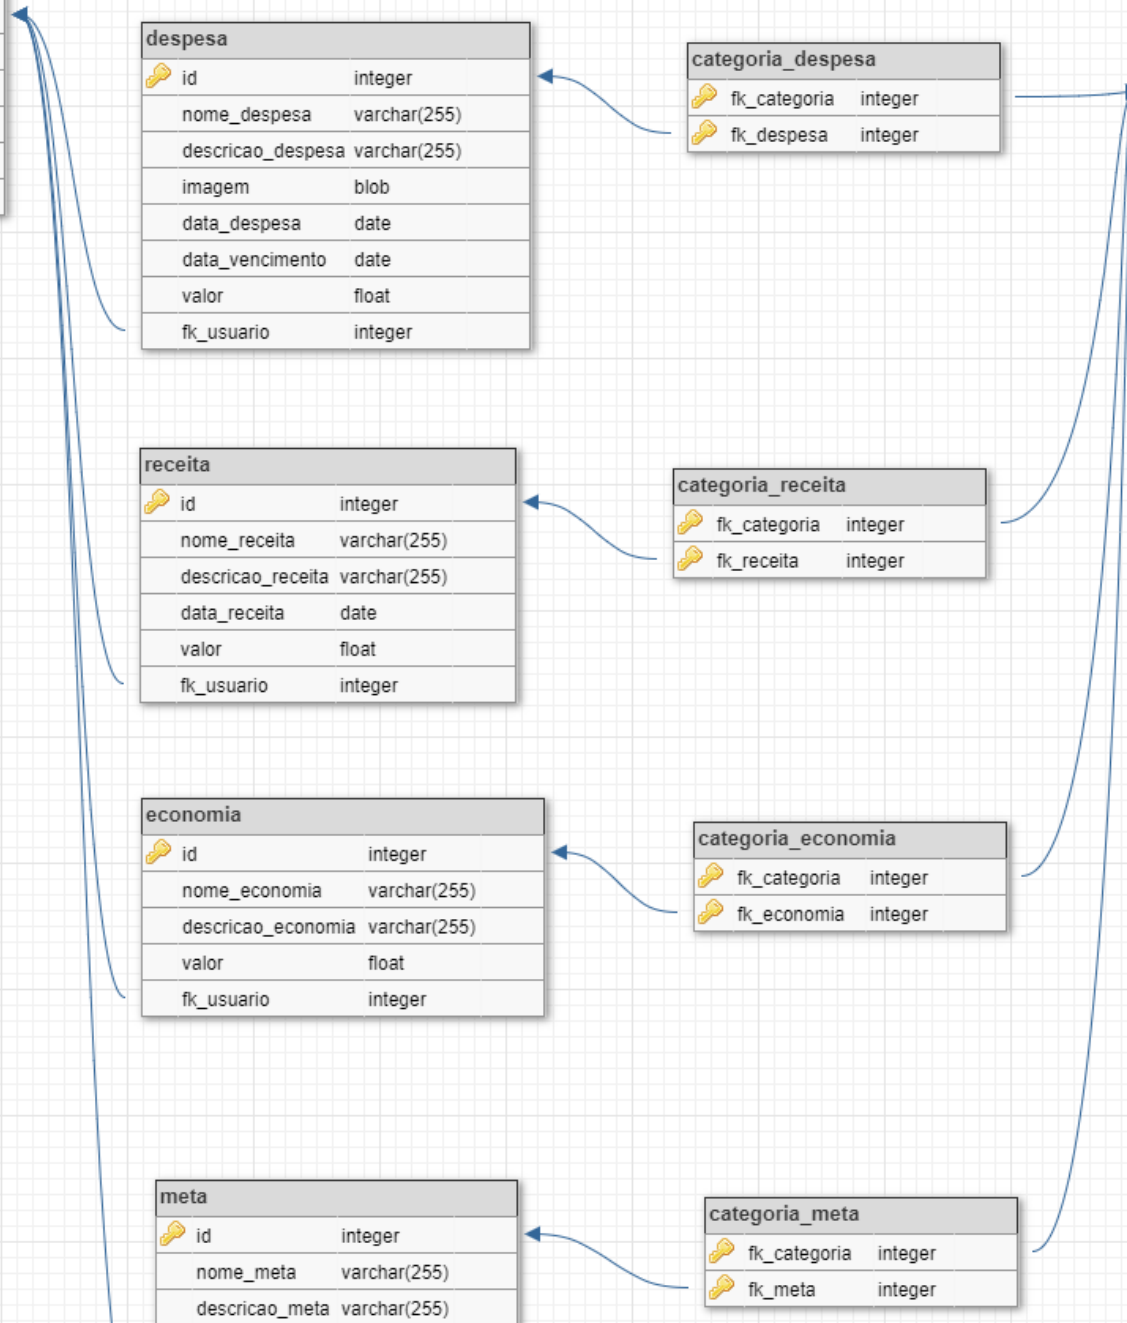 despesa
id integer
nome_despesa varchar(255)
descricao_despesa varchar(255)
imagem blob
data_despesa date
data_vencimento date
valor float
fk_usuario integer
categoria_despesa
fk_categoria integer
fk_despesa integer
receita
id integer
nome_receita varchar(255)
descricao_receita varchar(255)
data_receita date
valor float
fk_usuario integer
categoria_receita
fk_categoria integer
fk_receita integer
economia
id integer
nome_economia varchar(255)
descricao_economia varchar(255)
valor float
fk_usuario integer
categoria_economia
fk_categoria integer
fk_economia integer
meta
id integer
nome_meta varchar(255)
descricao_meta varchar(255)
categoria_meta
fk_categoria integer
fk_meta integer